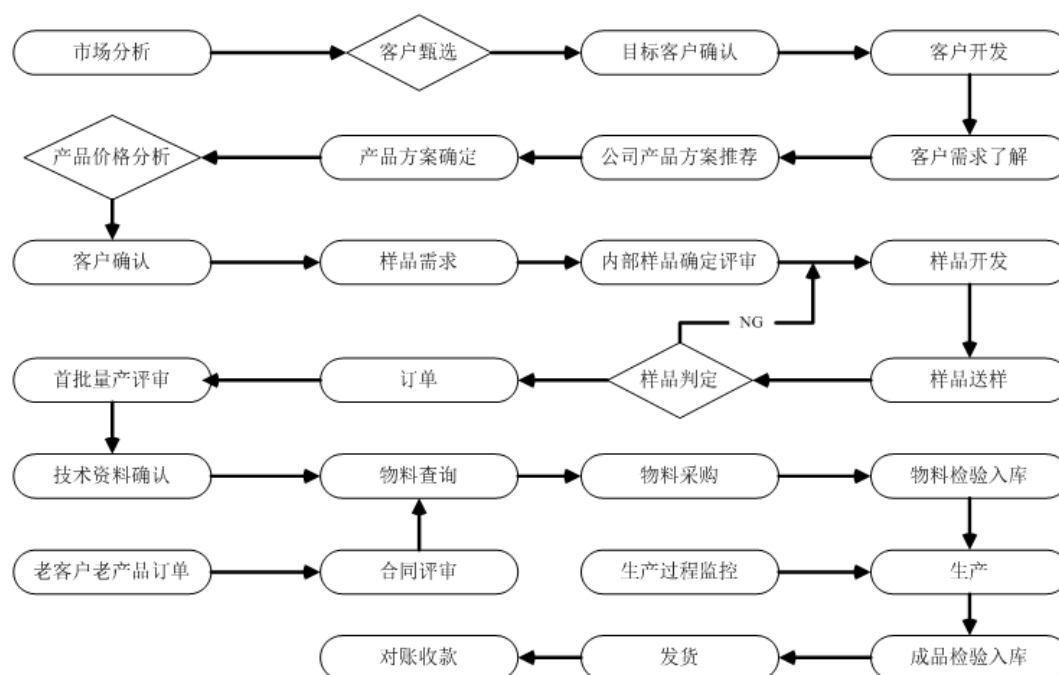 市场分析
客户甄选
目标客户确认
客户开发
产品价格分析
产品方案确定
公司产品方案推荐
客户需求了解
客户确认
样品需求
内部样品确定评审
样品开发
NG
首批量产评审
订单
样品判定
样品送样
技术资料确认
物料查询
物料采购
物料检验入库
老客户老产品订单
合同评审
生产过程监控
生产
对账收款
发货
成品检验入库